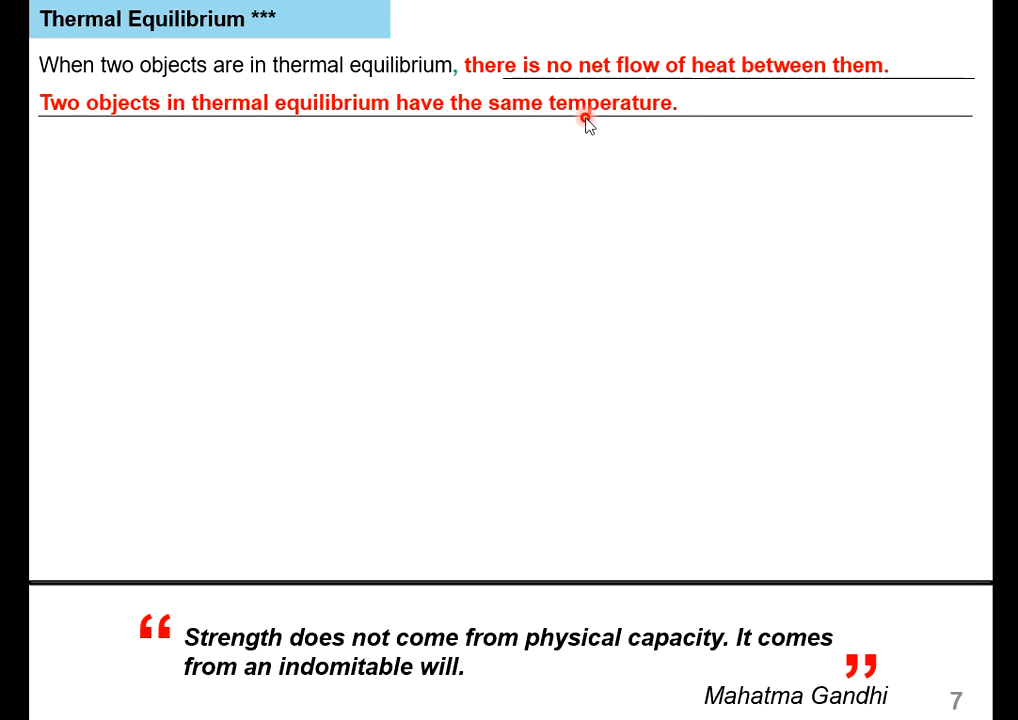 Thermal Equilibrium ***
When two objects are in thermal equilibrium, there is no net flow of heat between them.
Two objects in thermal equilibrium have the same temperature.
“ Strength does not come from physical capacity. It comes
from an indomitable will. ”
Mahatma Gandhi
7